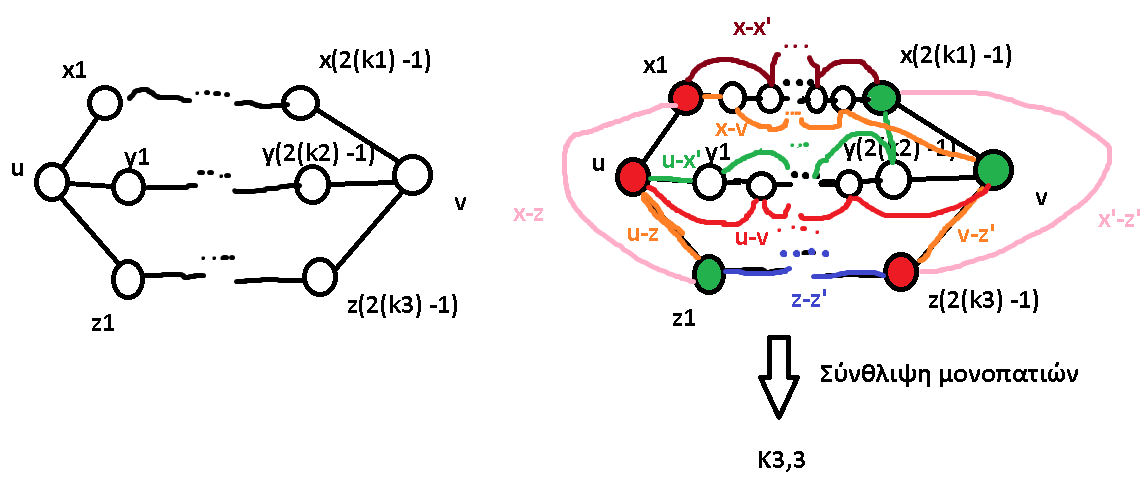 x1
x(2(k1) -1)
u
y1
y(2(k2) -1)
v
z1
z(2(k3) -1)
x-x'
x1
x(2(k1) -1)
x-v
u
u-x'
y1
y(2(k2) -1)
v
x-z
u-z
u-v
v-z'
x'-z'
z-z'
z1
z(2(k3) -1)
Σύνθλιψη μονοπατιών
K3,3